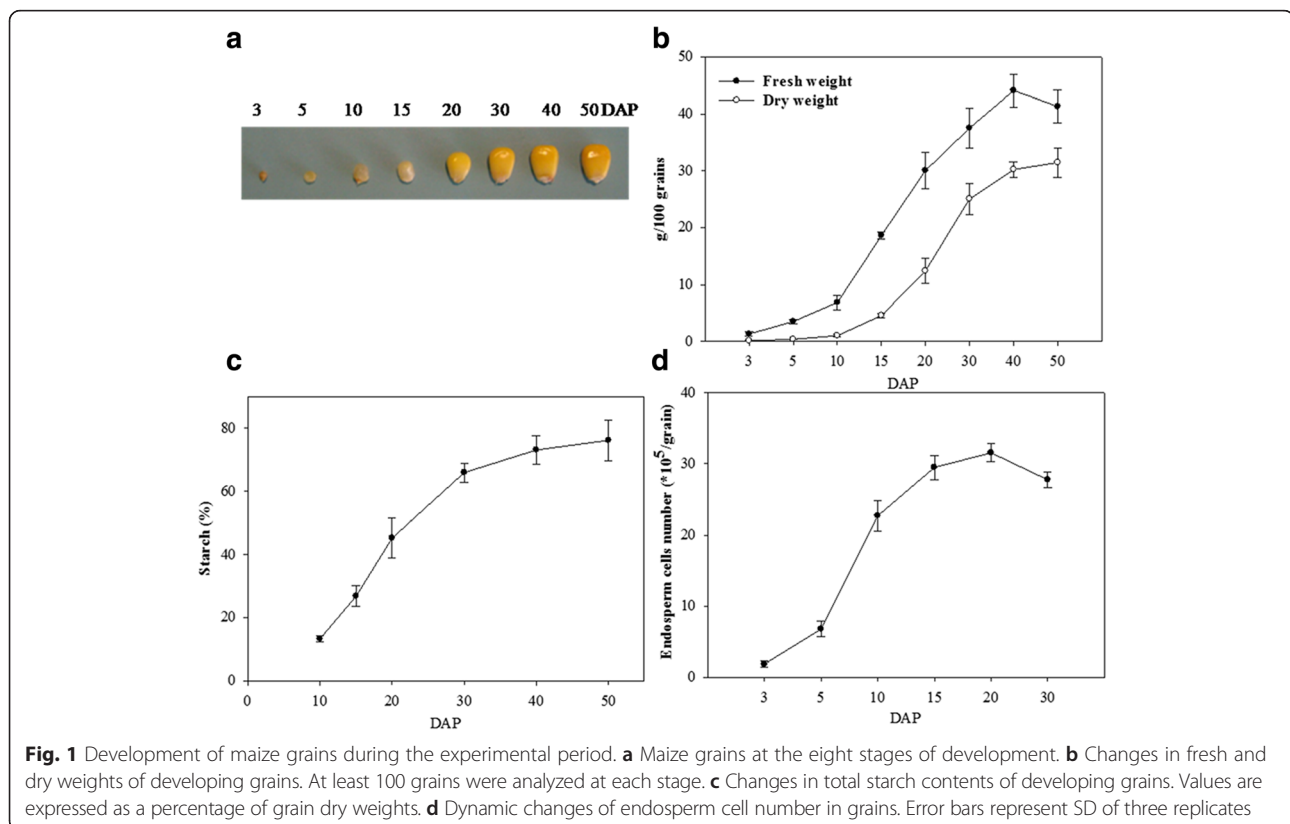 a
3 5 10 15 20 30 40 50 DAP
b
50
40
30
20
10
0
g/100 grains
Fresh weight
Dry weight
3 5 10 15 20 30 40 50
DAP
c
80
60
40
20
0
Starch (%)
0 10 20 30 40 50
DAP
d
40
30
20
10
0
Endosperm cells number (*10⁵/grain)
3 5 10 15 20 30
DAP
Fig. 1 Development of maize grains during the experimental period. a Maize grains at the eight stages of development. b Changes in fresh and
dry weights of developing grains. At least 100 grains were analyzed at each stage. c Changes in total starch contents of developing grains. Values are
expressed as a percentage of grain dry weights. d Dynamic changes of endosperm cell number in grains. Error bars represent SD of three replicates